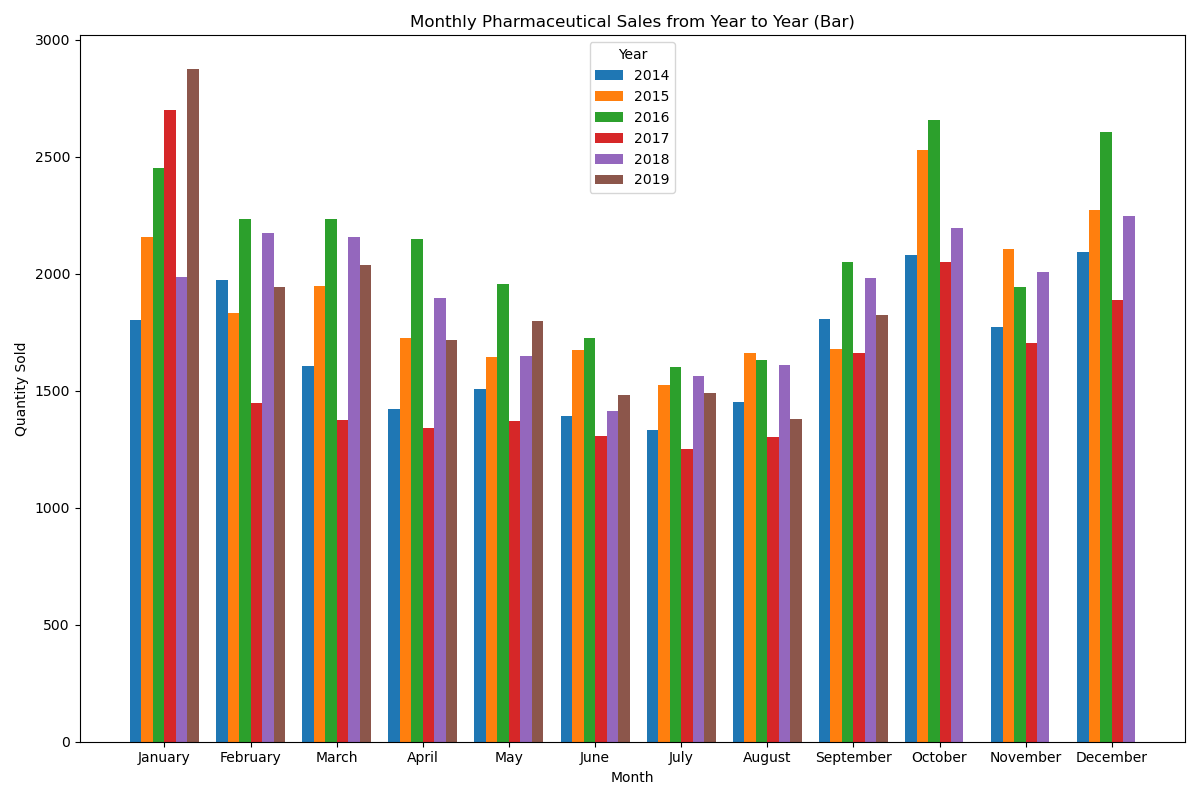 Monthly Pharmaceutical Sales from Year to Year (Bar)
Year
2014
2015
2016
2017
2018
2019
Quantity Sold
3000
2500
2000
1500
1000
500
0
January February March April May June July August September October November December
Month